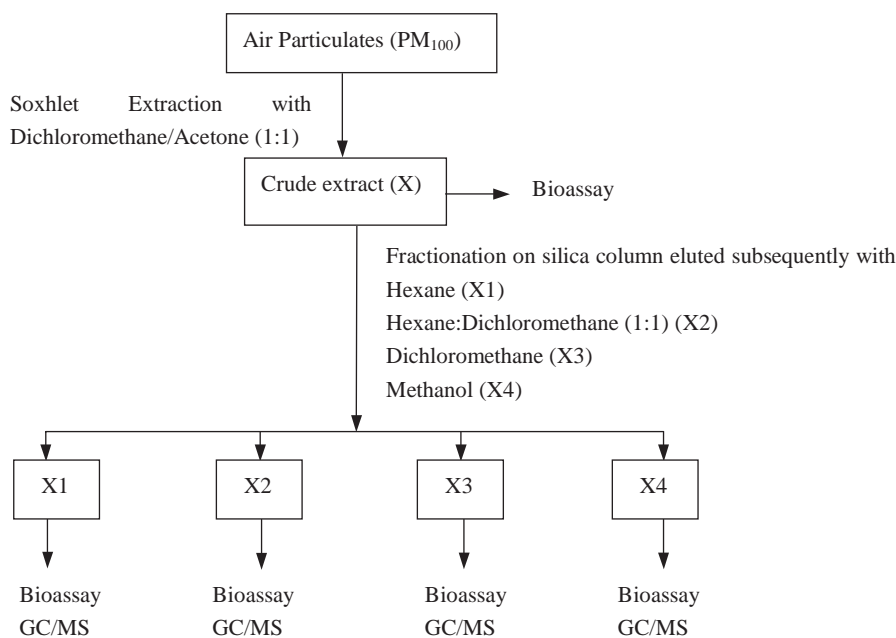 Air Particulates (PM100)
Soxhlet Extraction with
Dichloromethane/Acetone (1:1)
Crude extract (X)
Bioassay
Fractionation on silica column eluted subsequently with
Hexane (X1)
Hexane:Dichloromethane (1:1) (X2)
Dichloromethane (X3)
Methanol (X4)
X1
X2
X3
X4
Bioassay
GC/MS
Bioassay
GC/MS
Bioassay
GC/MS
Bioassay
GC/MS